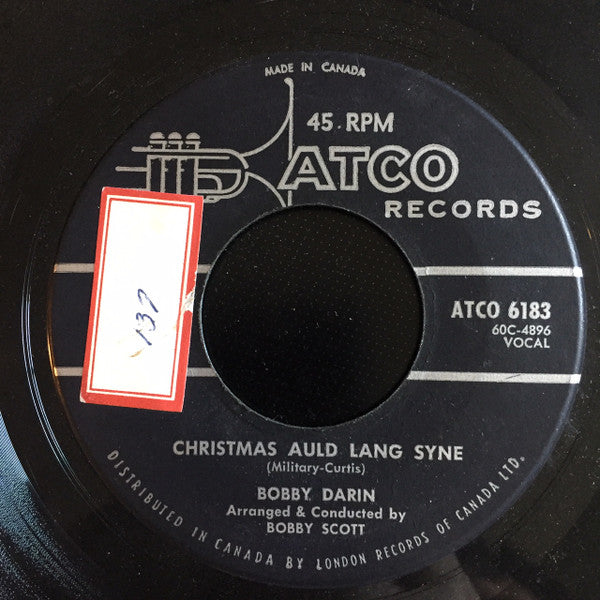 MADE IN CANADA
45 RPM
ATCO
RECORDS
137
ATCO 6183
60C-4896
VOCAL
CHRISTMAS AULD LANG SYNE
(Military-Curtis)
BOBBY DARIN
Arranged & Conducted by
BOBBY SCOTT
DISTRIBUTED IN CANADA BY LONDON RECORDS OF CANADA LTD.